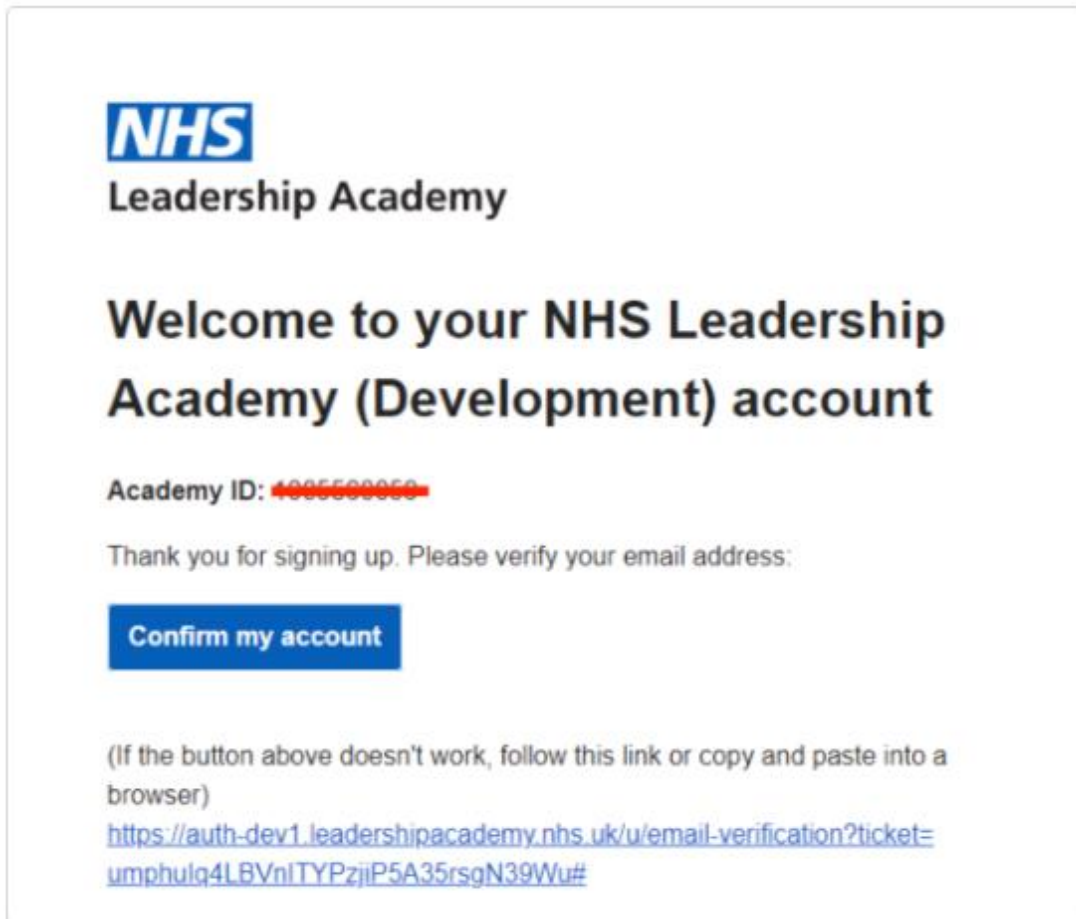 NHS
Leadership Academy
Welcome to your NHS Leadership
Academy (Development) account
Academy ID:
Thank you for signing up. Please verify your email address:
Confirm my account
(If the button above doesn't work, follow this link or copy and paste into a
browser)
https://auth-dev1.leadershipacademy.nhs.uk/u/email-verification?ticket=
umphulq4LBVnITYPzjiP5A35rsgN39Wu#